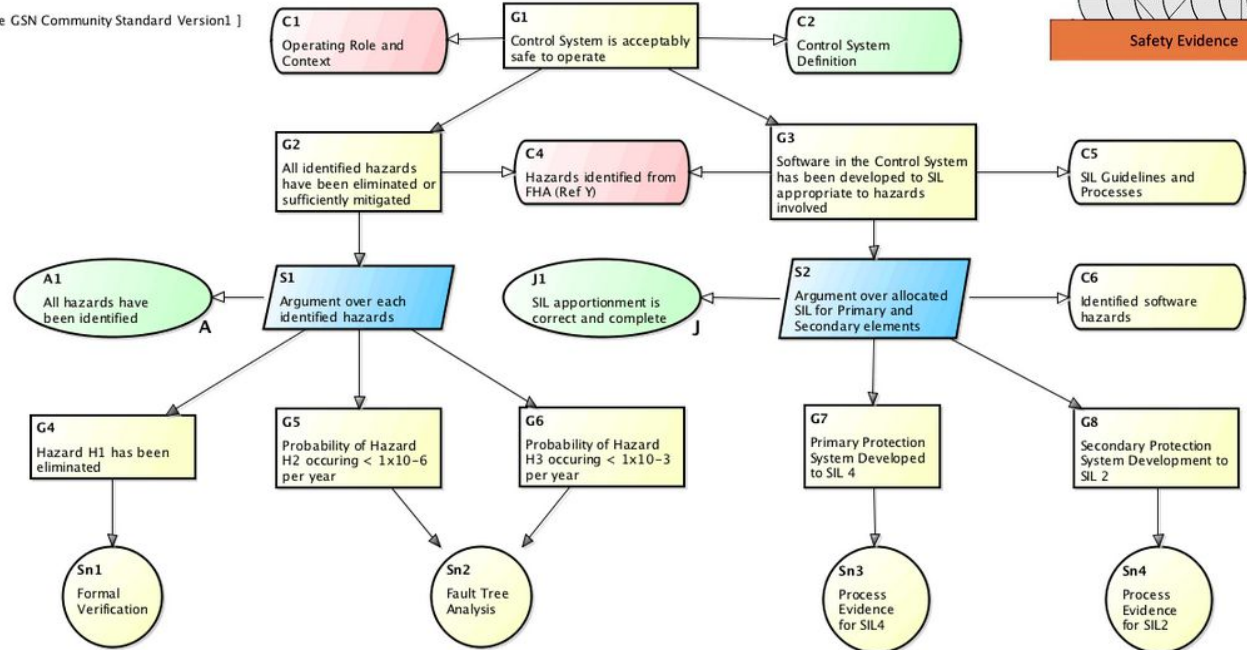 e GSN Community Standard Version1 ]
C1
Operating Role and
Context
G1
Control System is acceptably
safe to operate
C2
Control System
Definition
Safety Evidence
G2
All identified hazards
have been eliminated or
sufficiently mitigated
C4
Hazards identified from
FHA (Ref Y)
G3
Software in the Control System
has been developed to SIL
appropriate to hazards
involved
C5
SIL Guidelines and
Processes
A1
All hazards have
been identified
A
S1
Argument over each
identified hazards
J1
SIL apportionment is
correct and complete
J
S2
Argument over allocated
SIL for Primary and
Secondary elements
C6
Identified software
hazards
G4
Hazard H1 has been
eliminated
G5
Probability of Hazard
H2 occuring < 1x10-6
per year
G6
Probability of Hazard
H3 occuring < 1x10-3
per year
G7
Primary Protection
System Developed
to SIL 4
G8
Secondary Protection
System Development to
SIL 2
Sn1
Formal
Verification
Sn2
Fault Tree
Analysis
Sn3
Process
Evidence
for SIL4
Sn4
Process
Evidence
for SIL2